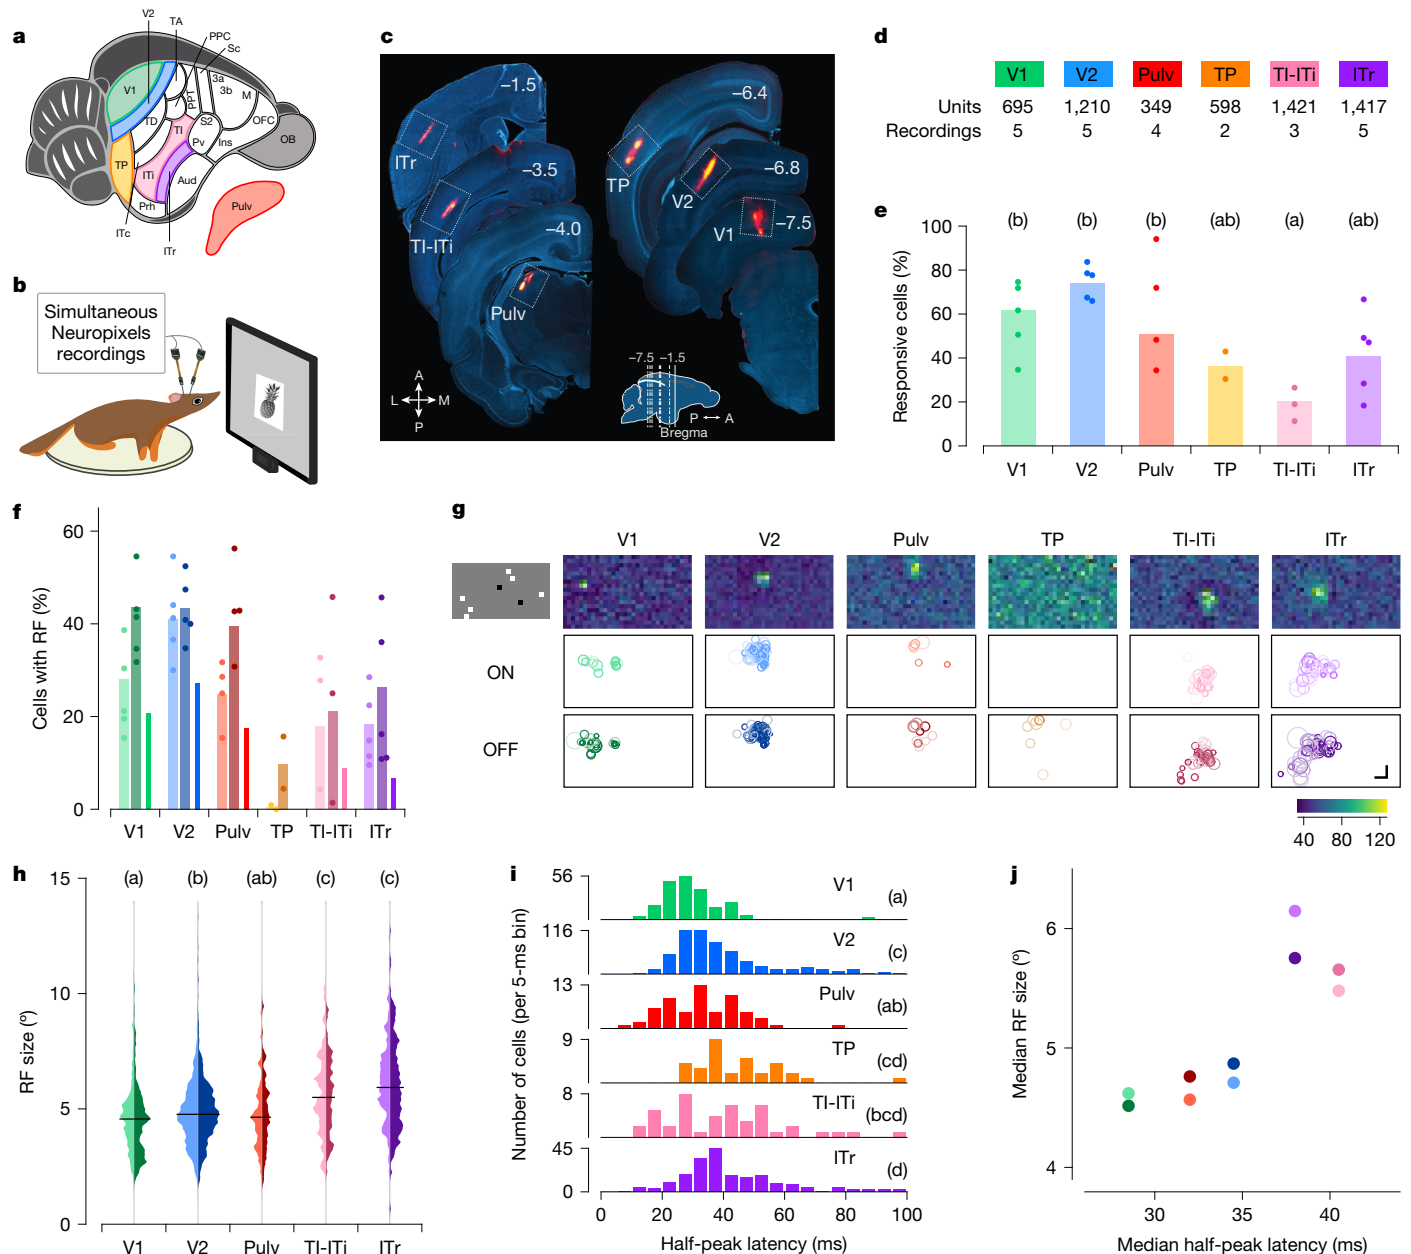 a
V2
TA
PPC
Sc
3a
3b
M
V1
PPT
TD
TI
S2
OFC
OB
Pv
Ins
TP
ITi
Aud
Prh
Pulv
ITc
ITr
b
Simultaneous
Neuropixels
recordings
c
−1.5
ITr
−3.5
TI-ITi
−4.0
Pulv
−6.4
TP
−6.8
V2
V1
−7.5
A
L M
P
−7.5 −1.5
P A
Bregma
d
V1 V2 Pulv TP TI-ITi ITr
Units 695 1,210 349 598 1,421 1,417
Recordings 5 5 4 2 3 5
e
(b) (b) (b) (ab) (a) (ab)
Responsive cells (%)
100
80
60
40
20
0
V1 V2 Pulv TP TI-ITi ITr
f
Cells with RF (%)
60
40
20
0
V1 V2 Pulv TP TI-ITi ITr
g
V1 V2 Pulv TP TI-ITi ITr
ON
OFF
40 80 120
h
(a) (b) (ab) (c) (c)
RF size (º)
15
10
5
0
V1 V2 Pulv TI-ITi ITr
i
Number of cells (per 5-ms bin)
56 V1 (a)
116 V2 (c)
13 Pulv (ab)
9 TP (cd)
8 TI-ITi (bcd)
45 ITr (d)
0
0 20 40 60 80 100
Half-peak latency (ms)
j
Median RF size (º)
6
5
4
30 35 40
Median half-peak latency (ms)